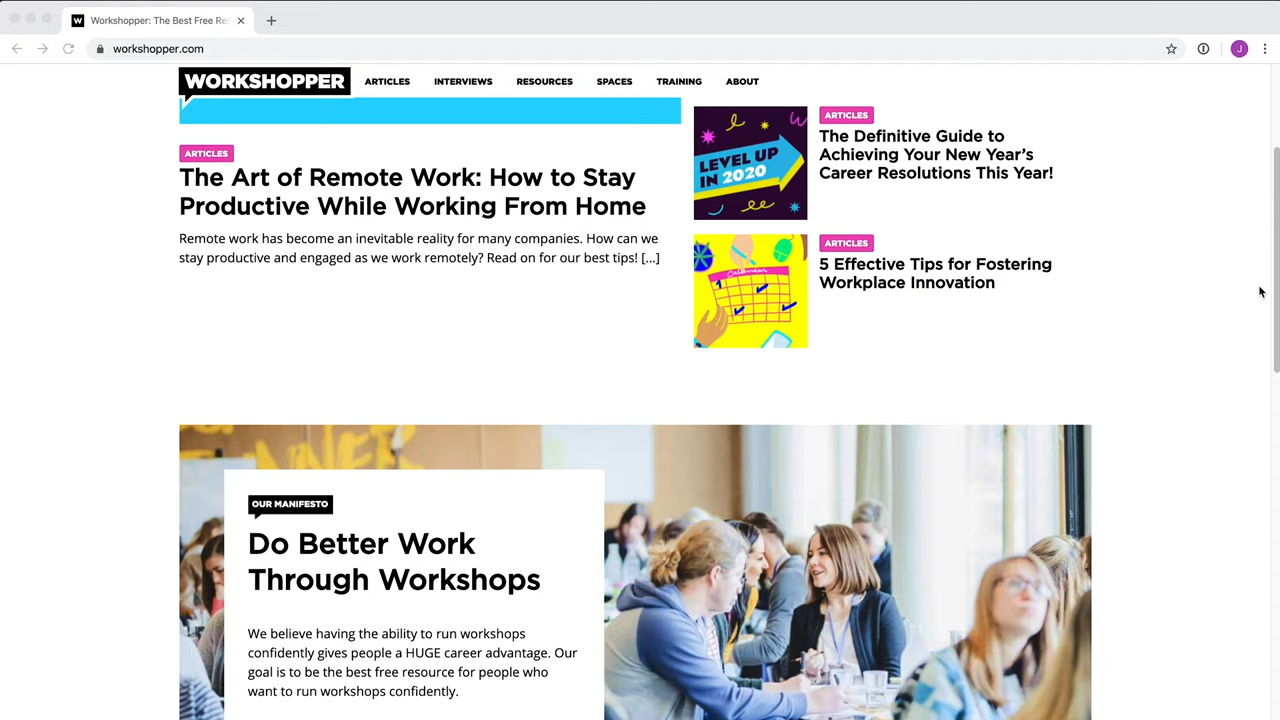 Workshopper: The Best Free Re
workshopper.com
J
WORKSHOPPER
ARTICLES INTERVIEWS RESOURCES SPACES TRAINING ABOUT
ARTICLES
The Art of Remote Work: How to Stay
Productive While Working From Home
Remote work has become an inevitable reality for many companies. How can we
stay productive and engaged as we work remotely? Read on for our best tips! [...]
LEVEL UP
IN 2020
ARTICLES
The Definitive Guide to
Achieving Your New Year's
Career Resolutions This Year!
ARTICLES
5 Effective Tips for Fostering
Workplace Innovation
OUR MANIFESTO
Do Better Work
Through Workshops
We believe having the ability to run workshops
confidently gives people a HUGE career advantage. Our
goal is to be the best free resource for people who
want to run workshops confidently.